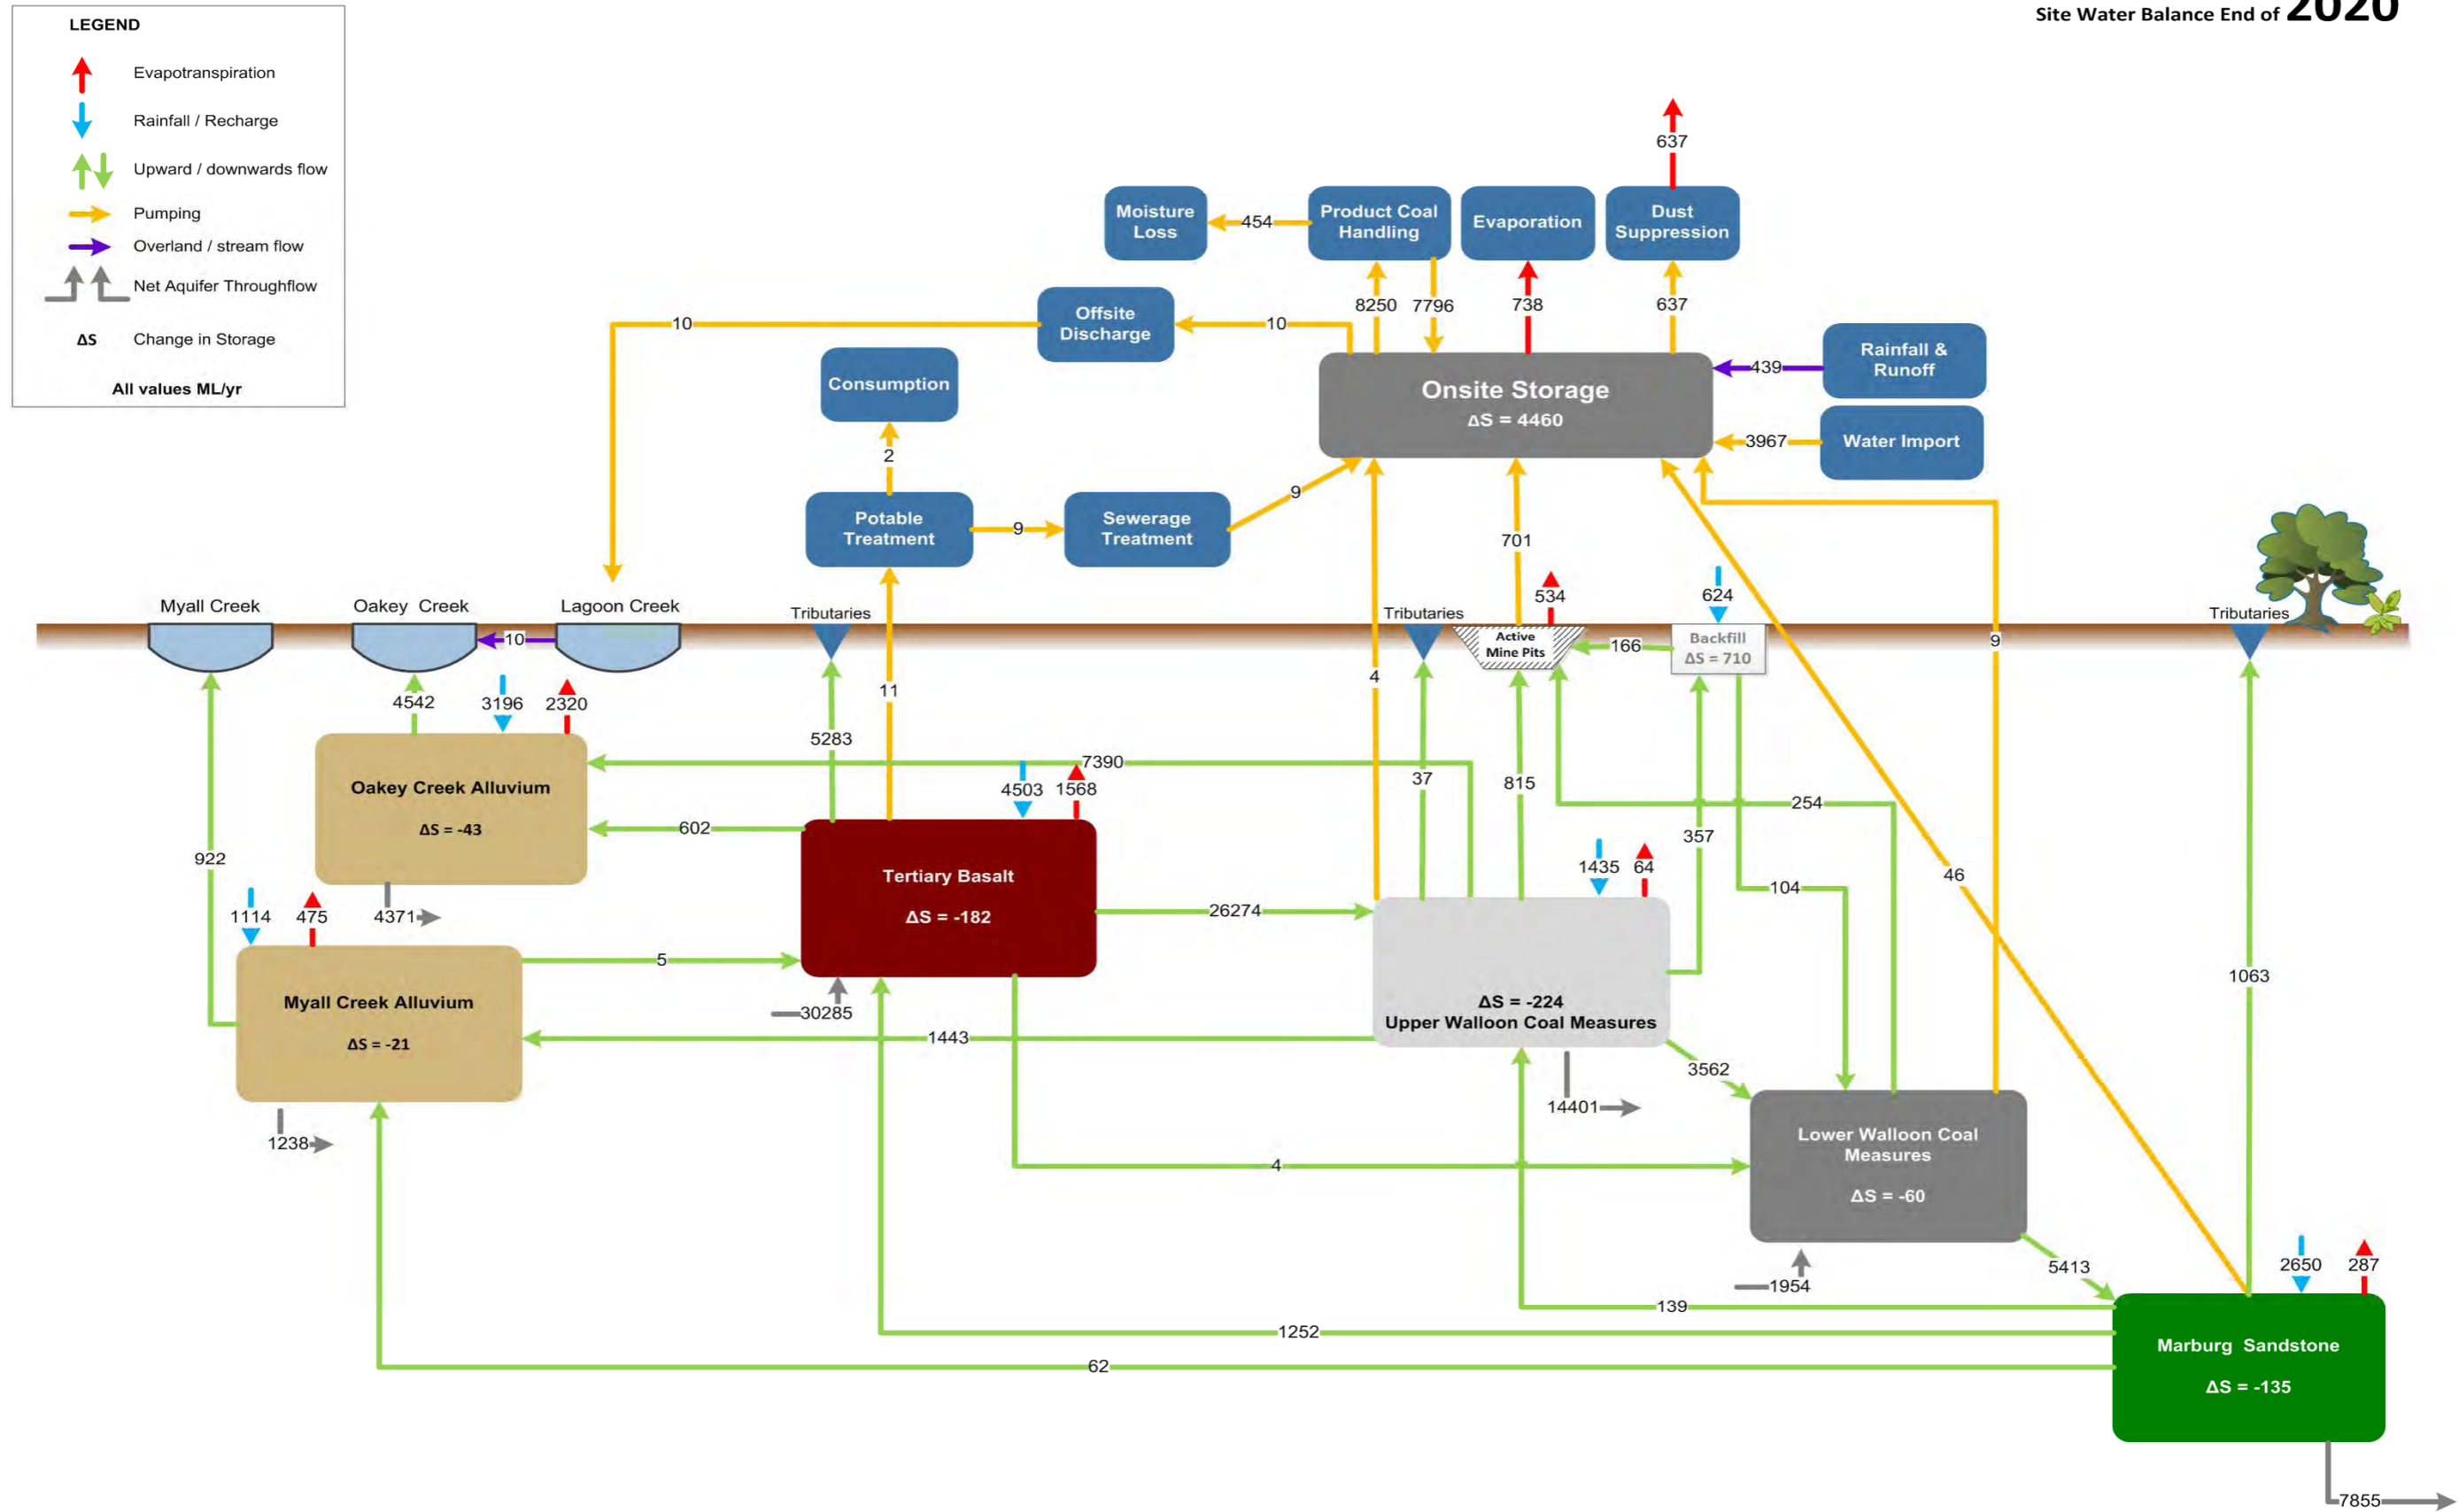 Site Water Balance End of 2020
LEGEND
Evapotranspiration
Rainfall / Recharge
Upward / downwards flow
Pumping
Overland / stream flow
Net Aquifer Throughflow
ΔS Change in Storage
All values ML/yr
637
Moisture
Loss
454
Product Coal
Handling
Evaporation
Dust
Suppression
8250
7796
738
637
10
Offsite
Discharge
10
Rainfall &
Runoff
439
Consumption
Onsite Storage
ΔS = 4460
3967
Water Import
2
9
Potable
Treatment
9
Sewerage
Treatment
701
534
624
Myall Creek
Oakey Creek
Lagoon Creek
Tributaries
Tributaries
Tributaries
10
Active
Mine Pits
166
Backfill
ΔS = 710
9
4
11
4542
3196
2320
5283
7390
37
815
254
357
4503
1568
Oakey Creek Alluvium
ΔS = -43
602
922
Tertiary Basalt
ΔS = -182
1435
64
46
104
1114
475
4371
26274
5
1063
Myall Creek Alluvium
ΔS = -21
30285
ΔS = -224
Upper Walloon Coal Measures
1443
3562
14401
1238
Lower Walloon Coal
Measures
ΔS = -60
4
5413
2650
287
1954
139
1252
62
Marburg Sandstone
ΔS = -135
7855